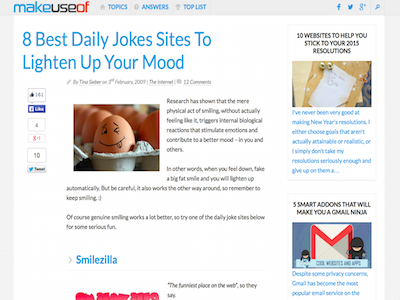 makeuseof TOPICS ANSWERS TOP LIST
8 Best Daily Jokes Sites To
Lighten Up Your Mood
By Tina Sieber on 3rd February, 2009 | The Internet | 12 Comments
161
Like
4
+1
10
Tweet
Research has shown that the mere
physical act of smiling, without actually
feeling like it, triggers internal biological
reactions that stimulate emotions and
contribute to a better mood – in you and
others.
In other words, when you feel down, fake
a big fat smile and you will lighten up
automatically. But be careful, it also works the other way around, so remember to
keep smiling. :)
Of course genuine smiling works a lot better, so try one of the daily joke sites below
for some serious fun.
> Smilezilla
"The funniest place on the web", so they
say.
10 WEBSITES TO HELP YOU
STICK TO YOUR 2015
RESOLUTIONS
I've never been very good at
making New Year's resolutions. I
either choose goals that aren't
actually attainable or realistic, or
I simply don't take my
resolutions seriously enough and
give up on them a....
5 SMART ADDONS THAT WILL
MAKE YOU A GMAIL NINJA
COOL WEBSITES AND APPS
Despite some privacy concerns,
Gmail has become the most
popular email service on the